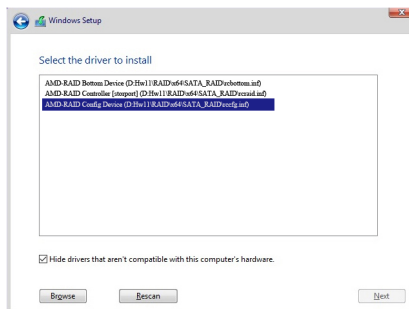 Windows Setup
Select the driver to install
AMD-RAID Bottom Device (D:Hw11\RAID\x64\SATA_RAID\rcbottom.inf)
AMD-RAID Controller [storport] (D:Hw11\RAID\x64\SATA_RAID\rcraid.inf)
AMD-RAID Config Device (D:Hw11\RAID\x64\SATA_RAID\rccfg.inf)
Hide drivers that aren't compatible with this computer's hardware.
Browse Rescan Next